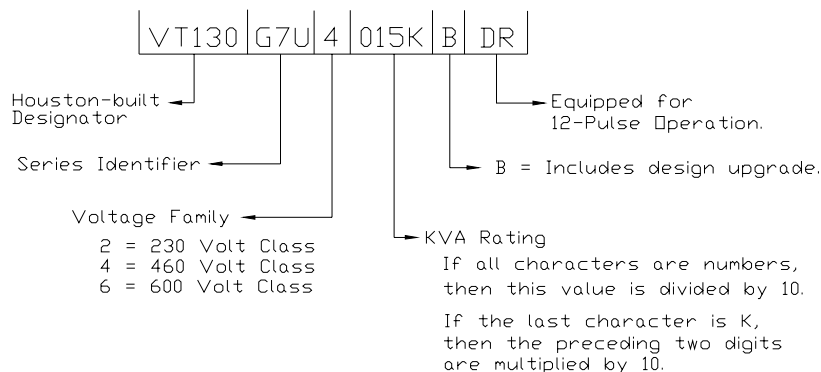 VT130 G7U 4 015K B DR
Houston-built
Designator
Equipped for
12-Pulse Operation.
Series Identifier
B = Includes design upgrade.
Voltage Family
2 = 230 Volt Class
4 = 460 Volt Class
6 = 600 Volt Class
KVA Rating
If all characters are numbers,
then this value is divided by 10.
If the last character is K,
then the preceding two digits
are multiplied by 10.